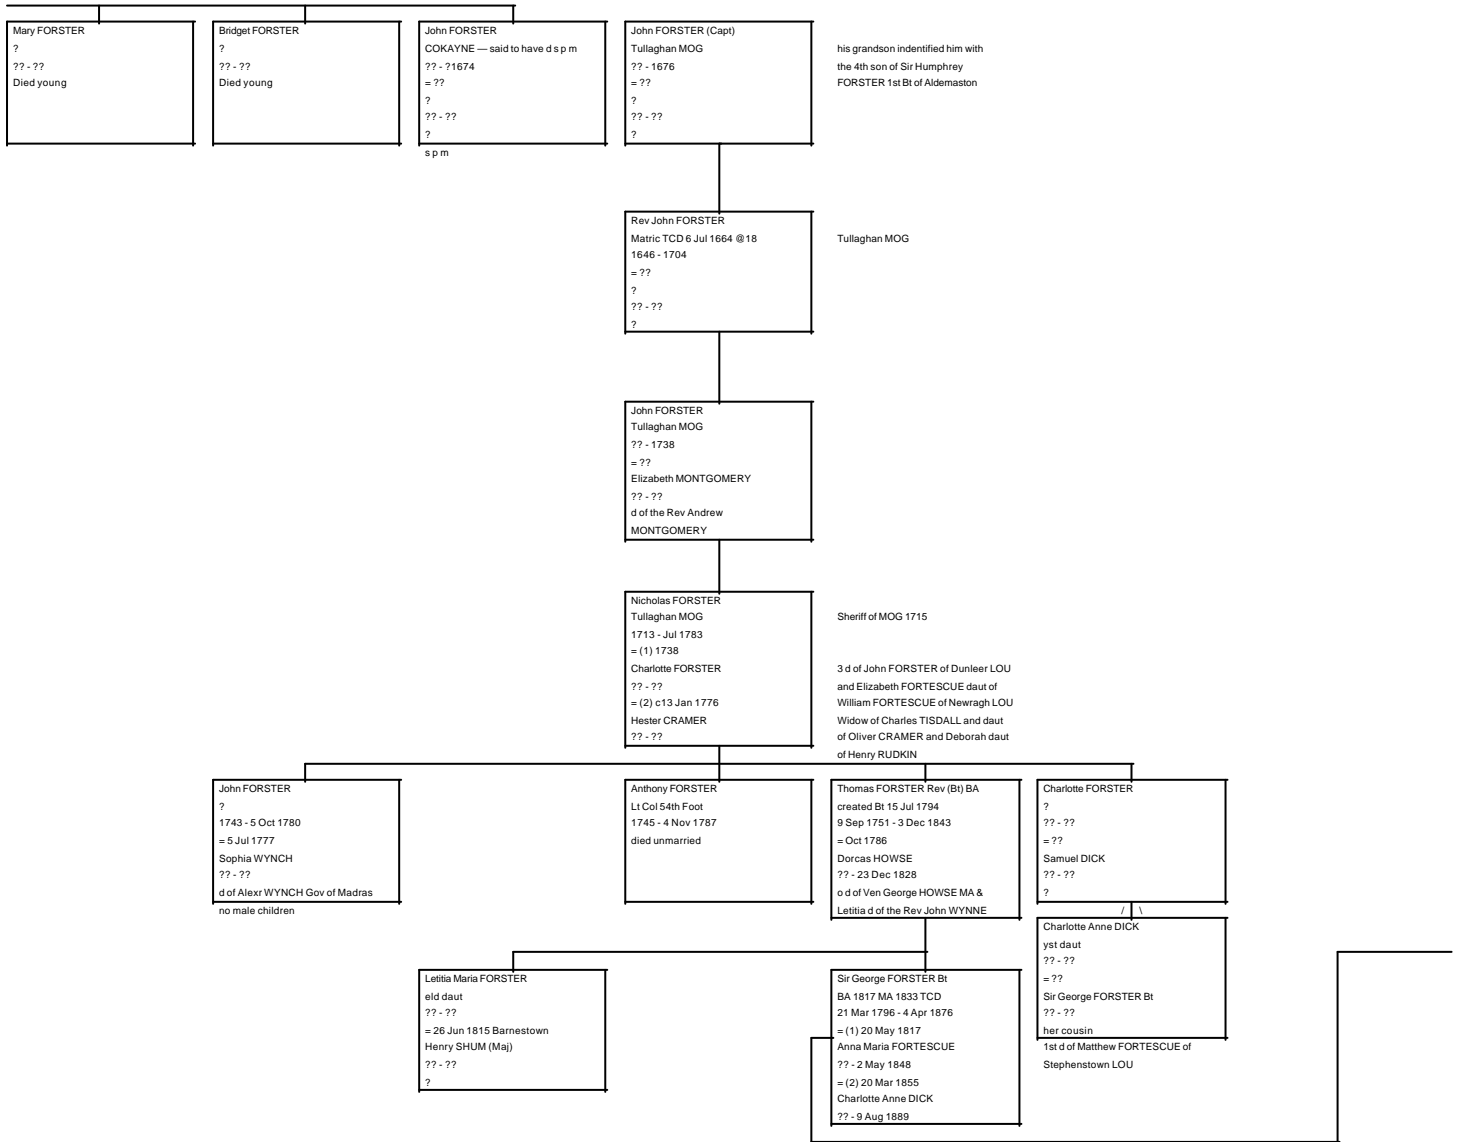 Mary FORSTER
?
?? - ??
Died young
Bridget FORSTER
?
?? - ??
Died young
John FORSTER
COKAYNE — said to have d s p m
?? - ?1674
= ??
?
?? - ??
?
s p m
John FORSTER (Capt)
Tullaghan MOG
?? - 1676
= ??
?
?? - ??
?
his grandson indentified him with
the 4th son of Sir Humphrey
FORSTER 1st Bt of Aldemaston
Rev John FORSTER
Matric TCD 6 Jul 1664 @18
1646 - 1704
= ??
?
?? - ??
?
Tullaghan MOG
John FORSTER
Tullaghan MOG
?? - 1738
= ??
Elizabeth MONTGOMERY
?? - ??
d of the Rev Andrew
MONTGOMERY
Nicholas FORSTER
Tullaghan MOG
1713 - Jul 1783
= (1) 1738
Charlotte FORSTER
?? - ??
= (2) c13 Jan 1776
Hester CRAMER
?? - ??
Sheriff of MOG 1715
3 d of John FORSTER of Dunleer LOU
and Elizabeth FORTESCUE daut of
William FORTESCUE of Newragh LOU
Widow of Charles TISDALL and daut
of Oliver CRAMER and Deborah daut
of Henry RUDKIN
John FORSTER
?
1743 - 5 Oct 1780
= 5 Jul 1777
Sophia WYNCH
?? - ??
d of Alexr WYNCH Gov of Madras
no male children
Anthony FORSTER
Lt Col 54th Foot
1745 - 4 Nov 1787
died unmarried
Thomas FORSTER Rev (Bt) BA
created Bt 15 Jul 1794
9 Sep 1751 - 3 Dec 1843
= Oct 1786
Dorcas HOWSE
?? - 23 Dec 1828
o d of Ven George HOWSE MA &
Letitia d of the Rev John WYNNE
Charlotte FORSTER
?
?? - ??
= ??
Samuel DICK
?? - ??
?
/ \
Charlotte Anne DICK
yst daut
?? - ??
= ??
Sir George FORSTER Bt
?? - ??
her cousin
Letitia Maria FORSTER
eld daut
?? - ??
= 26 Jun 1815 Barnestown
Henry SHUM (Maj)
?? - ??
?
Sir George FORSTER Bt
BA 1817 MA 1833 TCD
21 Mar 1796 - 4 Apr 1876
= (1) 20 May 1817
Anna Maria FORTESCUE
?? - 2 May 1848
= (2) 20 Mar 1855
Charlotte Anne DICK
?? - 9 Aug 1889
1st d of Matthew FORTESCUE of
Stephenstown LOU